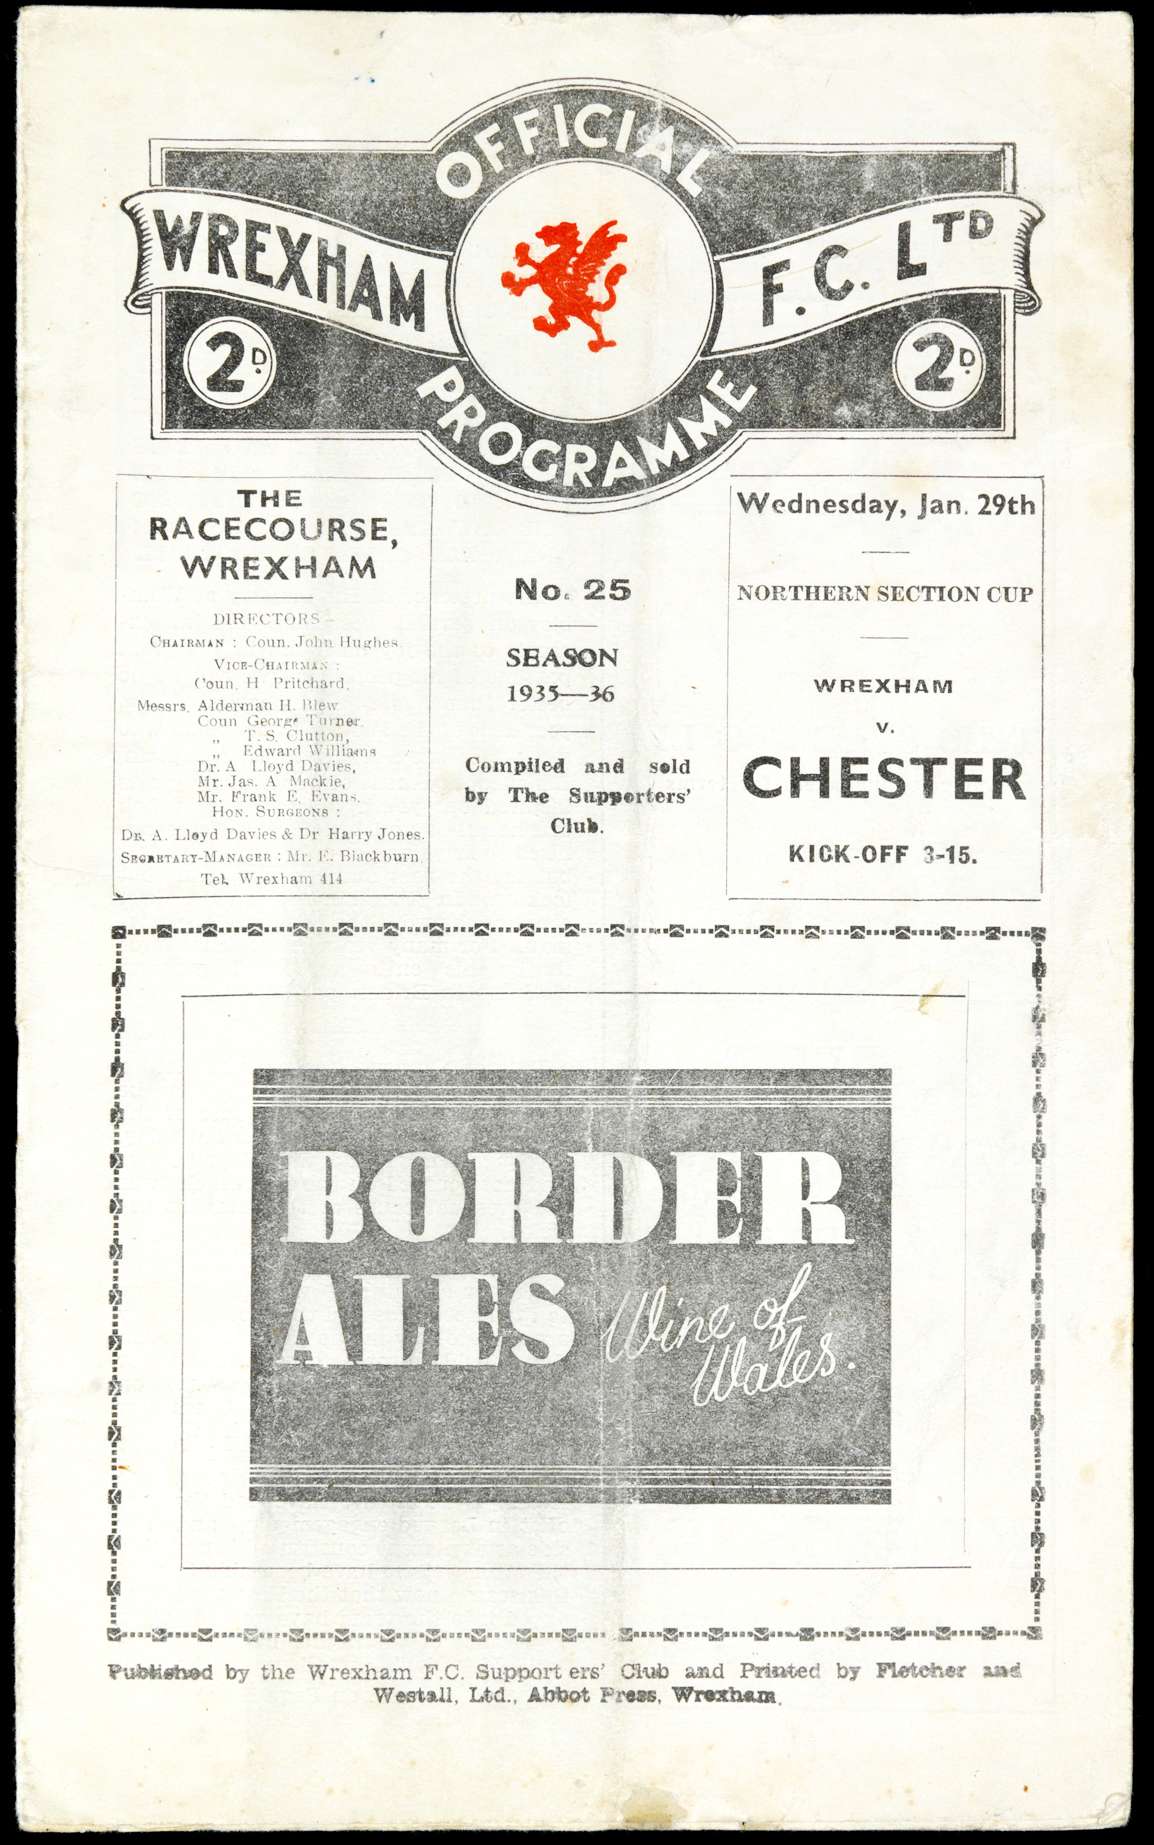 OFFICIAL
WREXHAM F.C. LTD
2D. 2D.
PROGRAMME
THE
RACECOURSE,
WREXHAM
DIRECTORS—
CHAIRMAN : Coun. John Hughes.
VICE-CHAIRMAN :
Coun. H Pritchard.
Messrs. Alderman H. Blew
Coun George Turner.
„ T. S. Clutton,
„ Edward Williams
Dr. A Lloyd Davies,
Mr. Jas. A Mackie,
Mr. Frank E. Evans.
HON. SURGEONS :
DR. A. Lloyd Davies & Dr Harry Jones.
SECRETARY-MANAGER : Mr. E. Blackburn.
Tel. Wrexham 414
No. 25
SEASON
1935—36
Compiled and sold
by The Supporters'
Club.
Wednesday, Jan. 29th
NORTHERN SECTION CUP
WREXHAM
v.
CHESTER
KICK-OFF 3-15.
BORDER
ALES Wine of
Wales.
Published by the Wrexham F.C. Support ers' Club and Printed by Fletcher and
Westall, Ltd., Abbot Press, Wrexham.